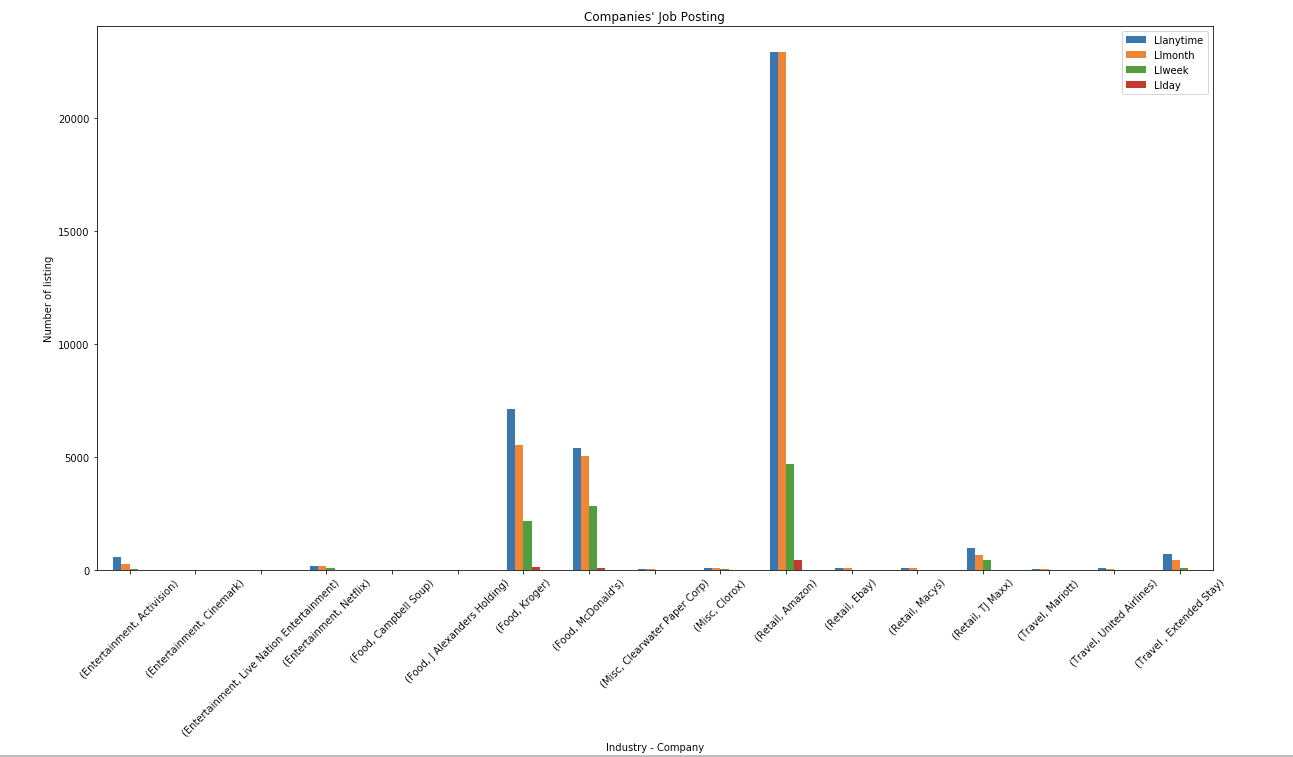 Companies' Job Posting
LIanytime
LImonth
LIweek
LIday
Number of listing
20000
15000
10000
5000
0
(Entertainment, Activision)
(Entertainment, Cinemark)
(Entertainment, Live Nation Entertainment)
(Entertainment, Netflix)
(Food, Campbell Soup)
(Food, J Alexanders Holding)
(Food, Kroger)
(Food, McDonald's)
(Misc, Clearwater Paper Corp)
(Misc, Clorox)
(Retail, Amazon)
(Retail, Ebay)
(Retail, Macys)
(Retail, TJ Maxx)
(Travel, Mariott)
(Travel, United Airlines)
(Travel , Extended Stay)
Industry - Company